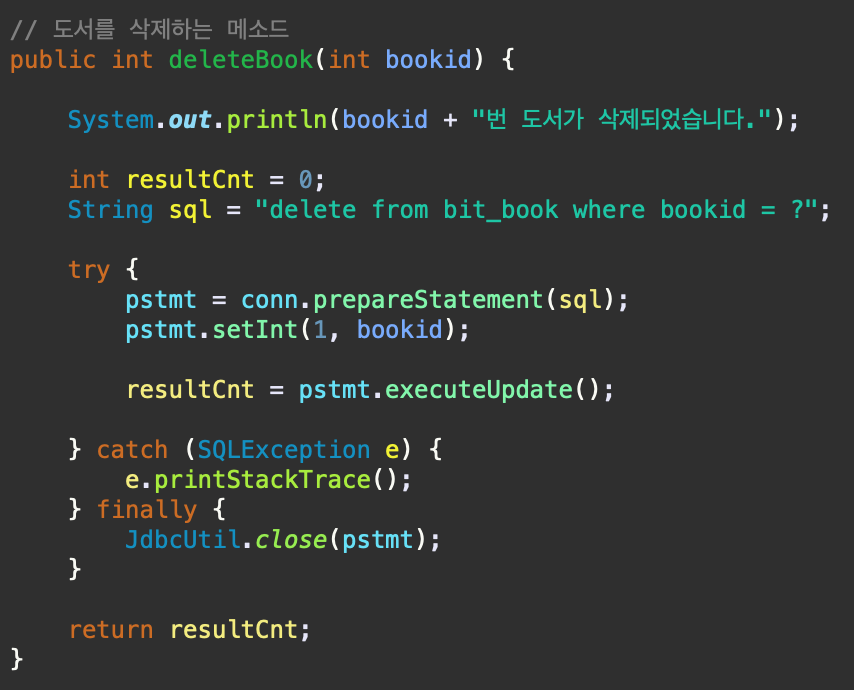 // 도서를 삭제하는 메소드
public int deleteBook(int bookid) {
System.out.println(bookid + "번 도서가 삭제되었습니다.");
int resultCnt = 0;
String sql = "delete from bit_book where bookid = ?";
try {
pstmt = conn.prepareStatement(sql);
pstmt.setInt(1, bookid);
resultCnt = pstmt.executeUpdate();
} catch (SQLException e) {
e.printStackTrace();
} finally {
JdbcUtil.close(pstmt);
}
return resultCnt;
}